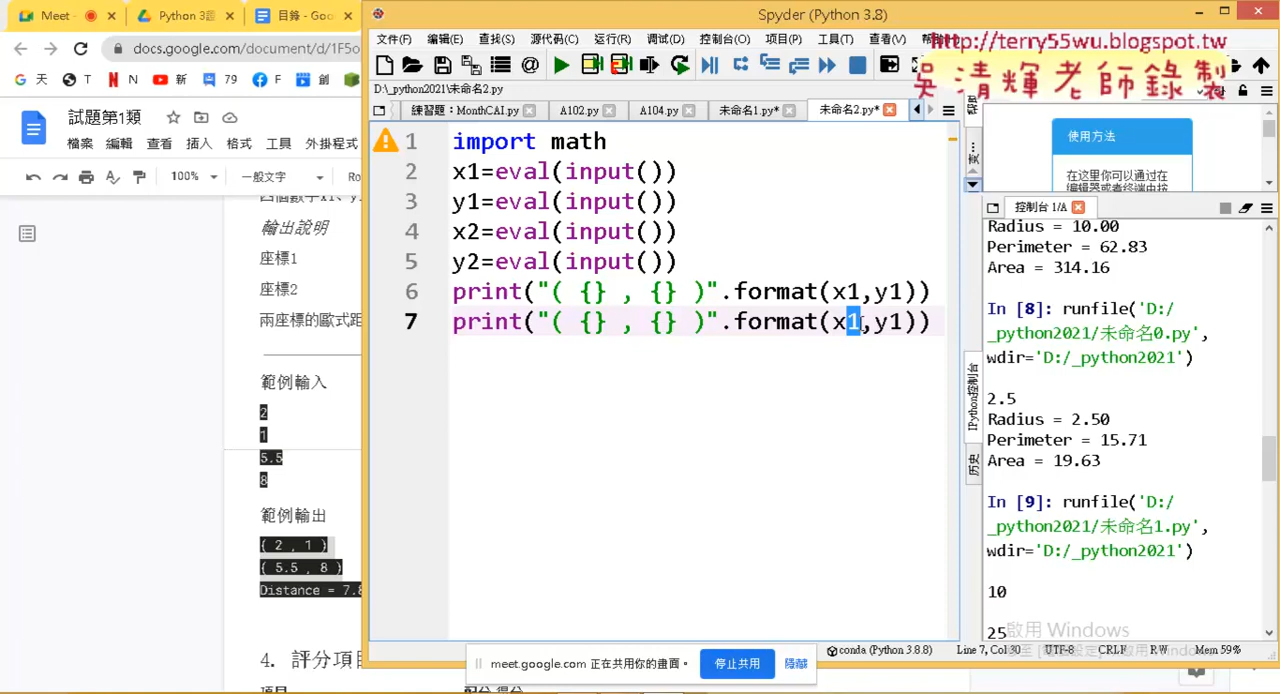 Meet -
Python 3證
目錄 - Goo
Spyder (Python 3.8)
docs.google.com/document/d/1F5o
文件(F) 编辑(E) 查找(S) 源代码(C) 运行(R) 调试(D) 控制台(O) 项目(P) 工具(T) 查看(V)
http://terry55wu.blogspot.tw
吳清輝老師錄製
天 T N 新 79 F 創
D:\_python2021\未命名2.py
試題第1類
檔案 編輯 查看 插入 格式 工具 外掛程式
100% 一般文字 Ro
練習題：MonthCAI.py A102.py A104.py 未命名1.py* 未命名2.py*
輸出說明
座標1
座標2
兩座標的歐式距
範例輸入
2
1
5.5
8
範例輸出
( 2 , 1 )
( 5.5 , 8 )
Distance = 7.8
4. 評分項目
1 import math
2 x1=eval(input())
3 y1=eval(input())
4 x2=eval(input())
5 y2=eval(input())
6 print("( {} , {} )".format(x1,y1))
7 print("( {} , {} )".format(x1,y1))
使用方法
在这里你可以通过在
编辑器或者终端中按
控制台 1/A
IPython控制台
历史
Radius = 10.00
Perimeter = 62.83
Area = 314.16
In [8]: runfile('D:/
_python2021/未命名0.py',
wdir='D:/_python2021')
2.5
Radius = 2.50
Perimeter = 15.71
Area = 19.63
In [9]: runfile('D:/
_python2021/未命名1.py',
wdir='D:/_python2021')
10
25
啟用 Windows
meet.google.com 正在共用你的畫面。 停止共用 隱藏
conda (Python 3.8.8) Line 7, Col 30 UTF-8 CRLF RW Mem 59%